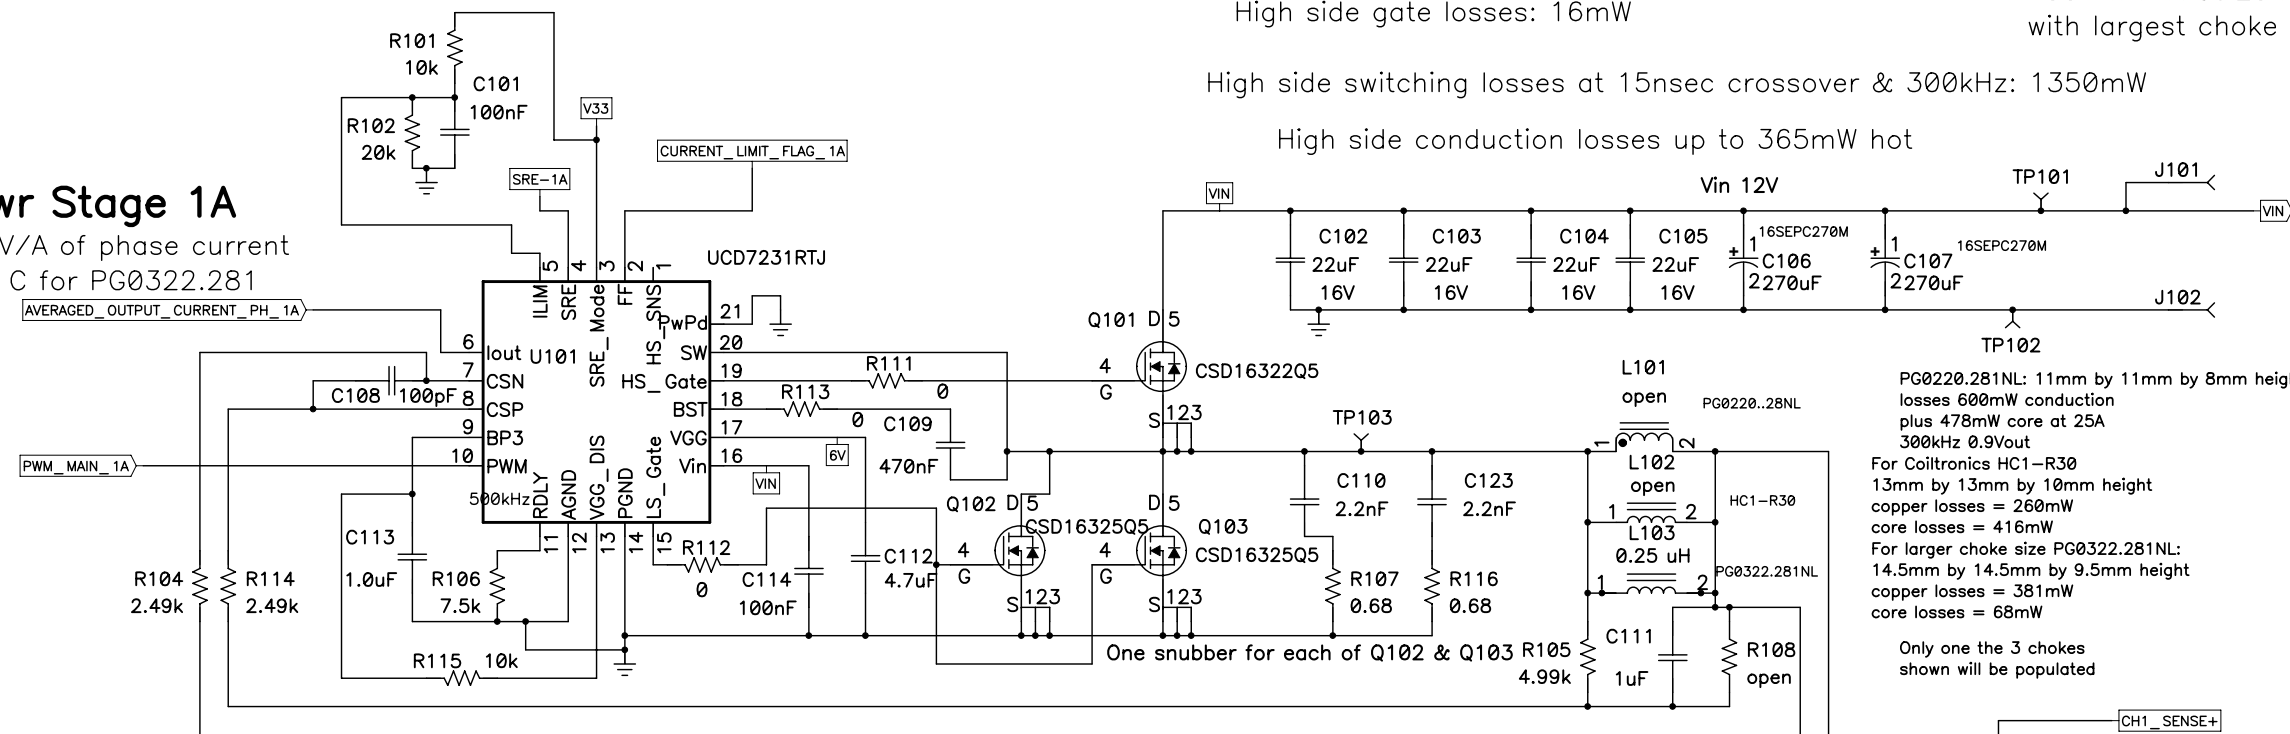 High side gate losses: 16mW
with largest choke
High side switching losses at 15nsec crossover & 300kHz: 1350mW
High side conduction losses up to 365mW hot
R101
10k
C101
100nF
R102
20k
V33
CURRENT_LIMIT_FLAG_1A
SRE-1A
wr Stage 1A
V/A of phase current
C for PG0322.281
AVERAGED_OUTPUT_CURRENT_PH_1A
PWM_MAIN_1A
UCD7231RTJ
U101
5
4
3
2
1
ILIM
SRE
SRE_Mode
FF
HS_SNS
6
Iout
7
CSN
8
CSP
9
BP3
10
PWM
500kHz
RDLY
AGND
VGG_DIS
PGND
LS_Gate
11
12
13
14
15
21
PwPd
20
SW
19
HS_Gate
18
BST
17
VGG
16
Vin
C108
100pF
R111
0
R113
0
C109
470nF
6V
VIN
C113
1.0uF
R104
2.49k
R114
2.49k
R106
7.5k
R115
10k
R112
0
C114
100nF
C112
4.7uF
VIN
Vin 12V
TP101
J101
VIN
C102
22uF
16V
C103
22uF
16V
C104
22uF
16V
C105
22uF
16V
16SEPC270M
+
1
C106
2
270uF
16SEPC270M
+
1
C107
2
270uF
J102
TP102
Q101
D
5
4
G
CSD16322Q5
S
123
TP103
Q102
D
5
CSD16325Q5
4
G
S
123
D
5
Q103
CSD16325Q5
4
G
S
123
C110
2.2nF
C123
2.2nF
R107
0.68
R116
0.68
One snubber for each of Q102 & Q103
L101
open
PG0220..28NL
1
2
L102
open
HC1-R30
1
2
L103
0.25 uH
PG0322.281NL
1
2
R105
4.99k
C111
1uF
R108
open
PG0220.281NL: 11mm by 11mm by 8mm heig
losses 600mW conduction
plus 478mW core at 25A
300kHz 0.9Vout
For Coiltronics HC1-R30
13mm by 13mm by 10mm height
copper losses = 260mW
core losses = 416mW
For larger choke size PG0322.281NL:
14.5mm by 14.5mm by 9.5mm height
copper losses = 381mW
core losses = 68mW
Only one the 3 chokes
shown will be populated
CH1_SENSE+